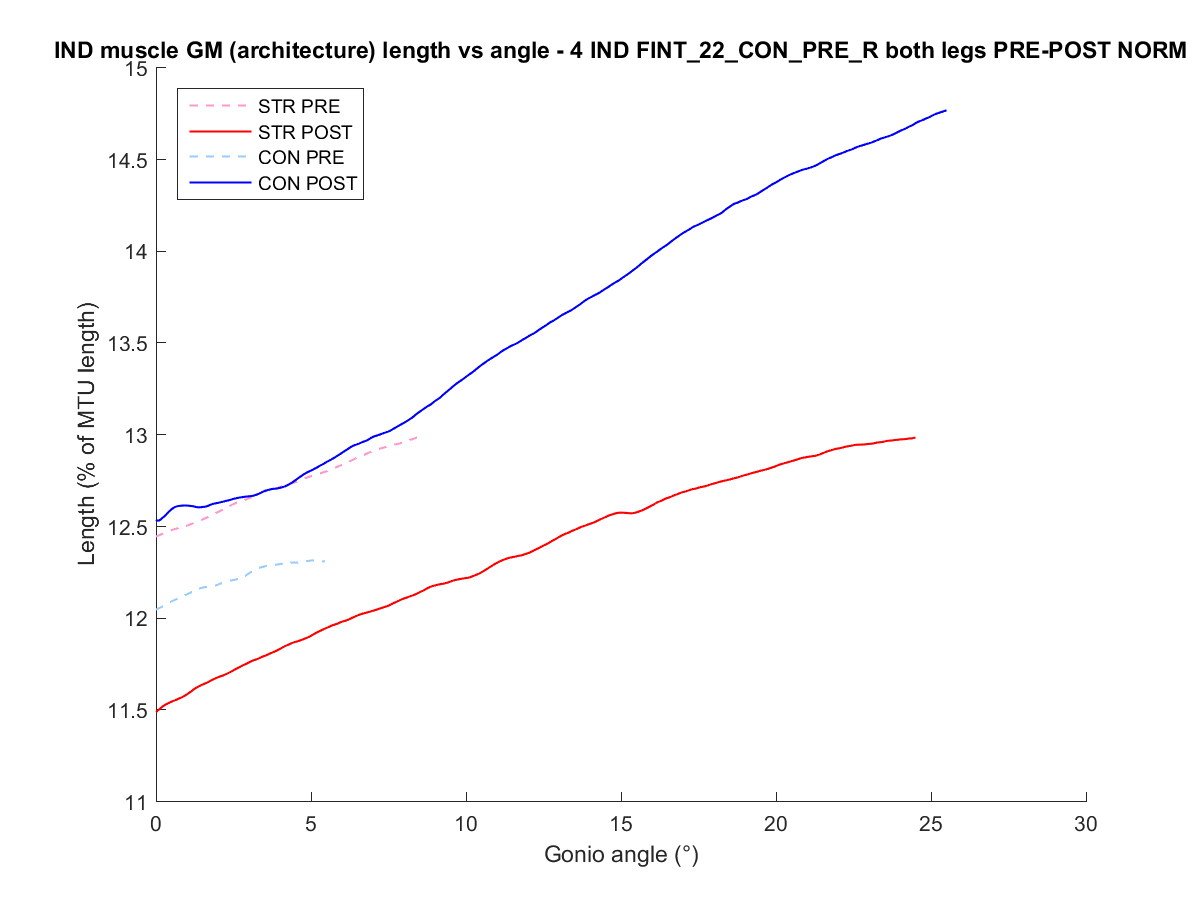 IND muscle GM (architecture) length vs angle - 4 IND FINT_22_CON_PRE_R both legs PRE-POST NORM
STR PRE
STR POST
CON PRE
CON POST
Length (% of MTU length)
15
14.5
14
13.5
13
12.5
12
11.5
11
0 5 10 15 20 25 30
Gonio angle (°)